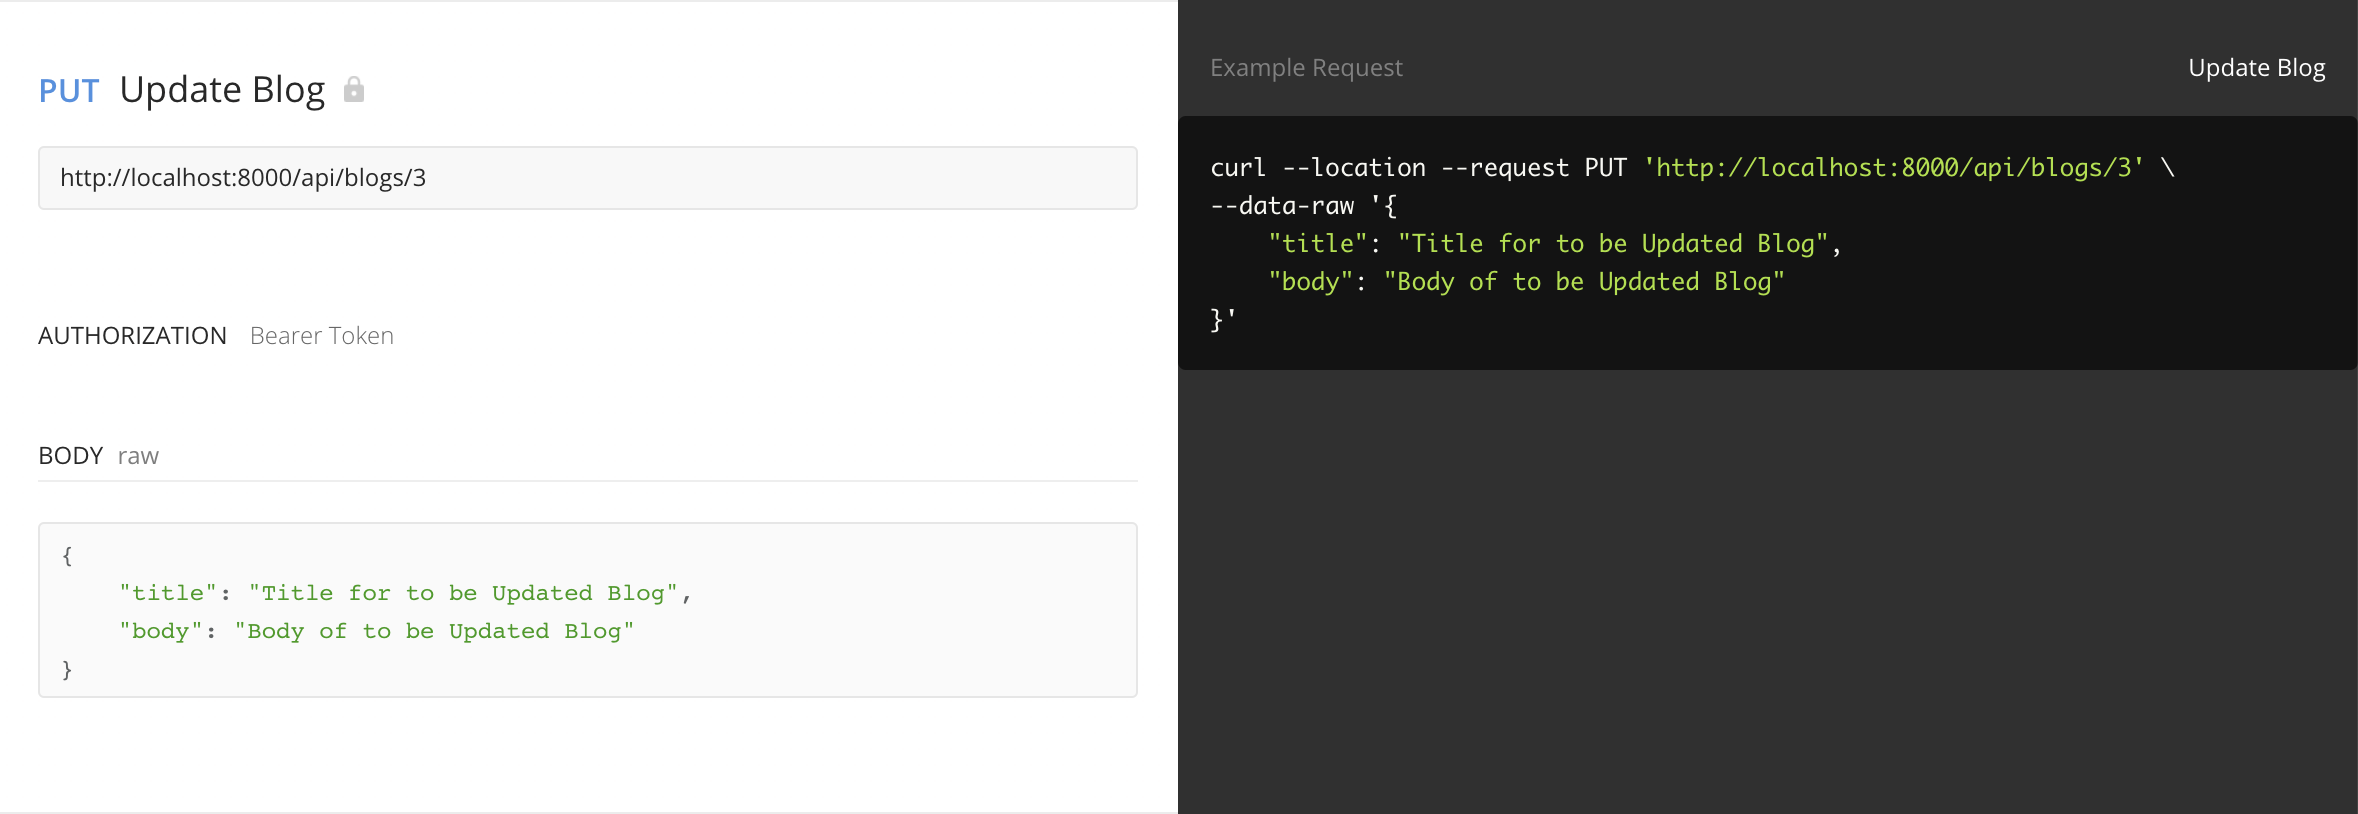 PUT Update Blog
http://localhost:8000/api/blogs/3
AUTHORIZATION Bearer Token
BODY raw
{
    "title": "Title for to be Updated Blog",
    "body": "Body of to be Updated Blog"
}
Example Request Update Blog
curl --location --request PUT 'http://localhost:8000/api/blogs/3' \
--data-raw '{
    "title": "Title for to be Updated Blog",
    "body": "Body of to be Updated Blog"
}'